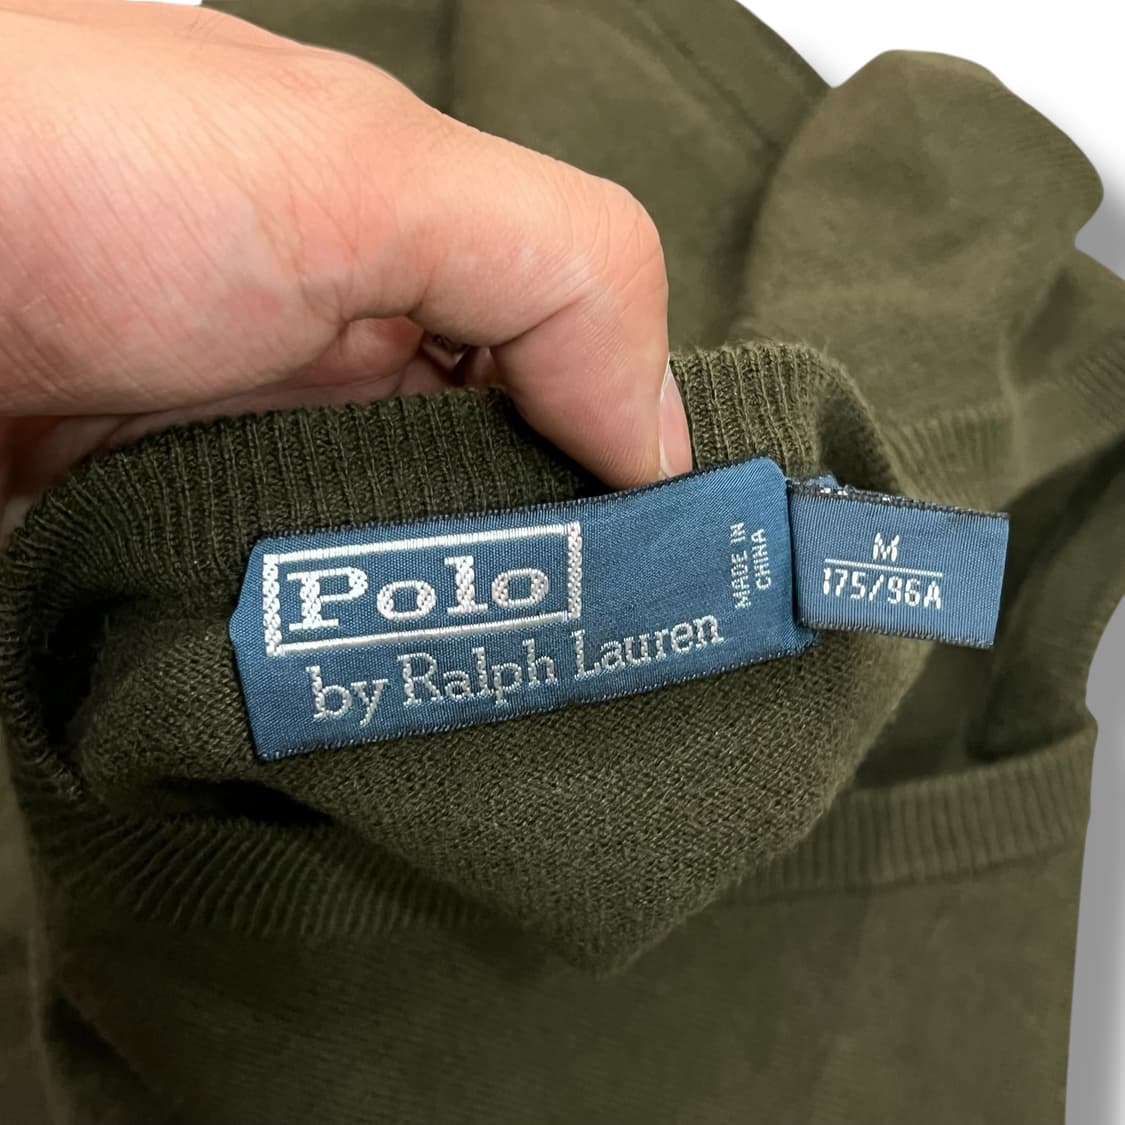 Polo
by Ralph Lauren
MADE IN
CHINA
M
175/96A